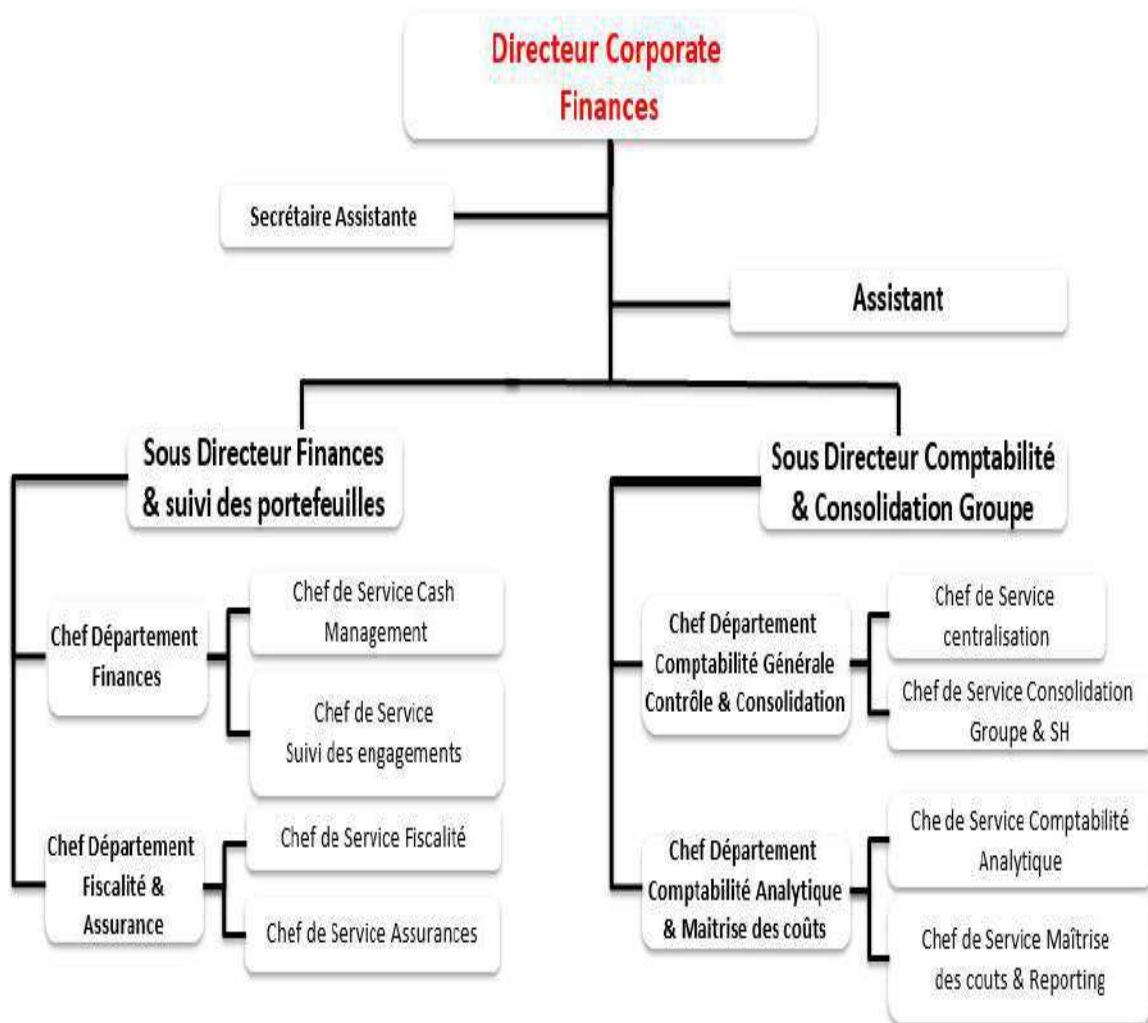 Directeur Corporate
Finances
Secrétaire Assistante
Assistant
Sous Directeur Finances
& suivi des portefeuilles
Sous Directeur Comptabilité
& Consolidation Groupe
Chef Département
Finances
Chef de Service Cash
Management
Chef de Service
Suivi des engagements
Chef Département
Fiscalité &
Assurance
Chef de Service Fiscalité
Chef de Service Assurances
Chef Département
Comptabilité Générale
Contrôle & Consolidation
Chef de Service
centralisation
Chef de Service Consolidation
Groupe & SH
Chef Département
Comptabilité Analytique
& Maitrise des coûts
Che de Service Comptabilité
Analytique
Chef de Service Maîtrise
des couts & Reporting